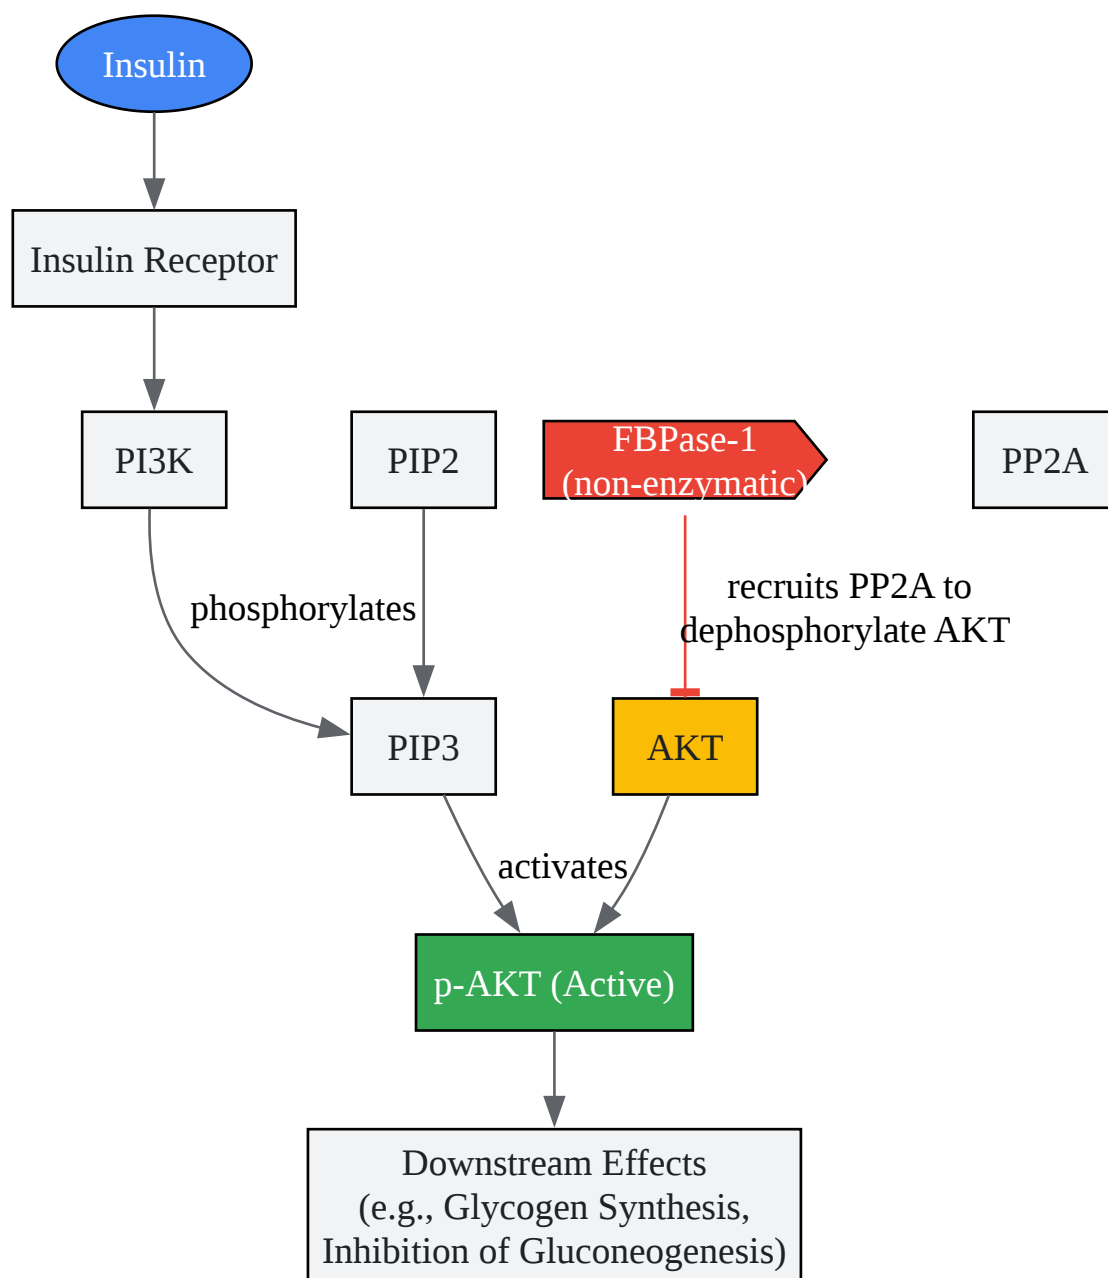 Insulin
Insulin Receptor
PI3K
PIP2
FBPase-1
(non-enzymatic)
PP2A
phosphorylates
recruits PP2A to
dephosphorylate AKT
PIP3
AKT
activates
p-AKT (Active)
Downstream Effects
(e.g., Glycogen Synthesis,
Inhibition of Gluconeogenesis)